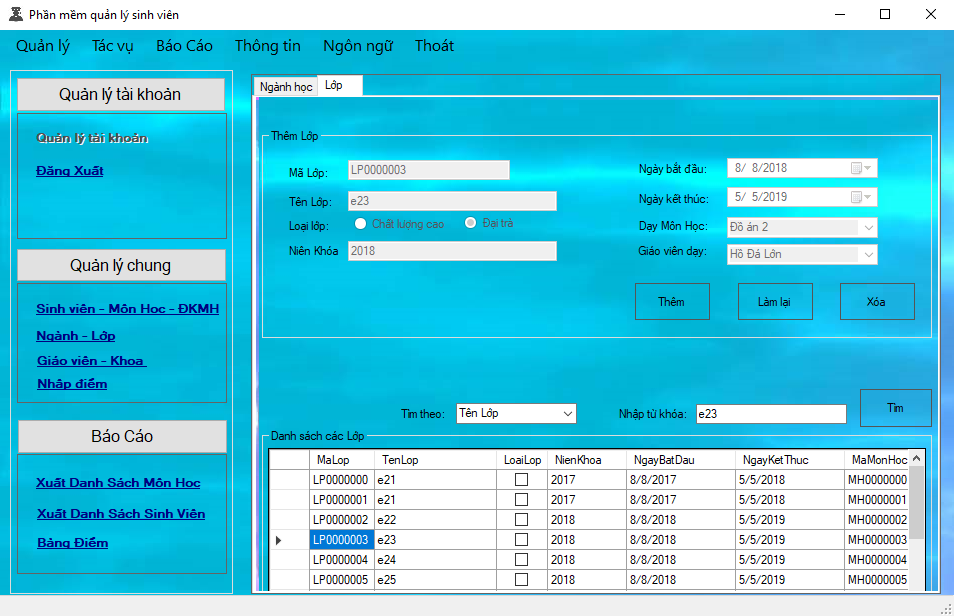 Phần mềm quản lý sinh viên
Quản lý Tác vụ Báo Cáo Thông tin Ngôn ngữ Thoát
Quản lý tài khoản
Quản lý tài khoản
Đăng Xuất
Quản lý chung
Sinh viên - Môn Học - ĐKMH
Ngành - Lớp
Giáo viên - Khoa
Nhập điểm
Báo Cáo
Xuất Danh Sách Môn Học
Xuất Danh Sách Sinh Viên
Bảng Điểm
Ngành học Lớp
Thêm Lớp
Mã Lớp: LP0000003
Tên Lớp: e23
Loại lớp: Chất lượng cao Đại trà
Niên Khóa 2018
Ngày bắt đầu: 8/ 8/2018
Ngày kết thúc: 5/ 5/2019
Dạy Môn Học: Đồ án 2
Giáo viên dạy: Hồ Đá Lớn
Thêm Làm lại Xóa
Tìm theo: Tên Lớp Nhập từ khóa: e23 Tìm
Danh sách các Lớp
MaLop TenLop LoaiLop NienKhoa NgayBatDau NgayKetThuc MaMonHoc
LP0000000 e21 2017 8/8/2017 5/5/2018 MH0000000
LP0000001 e21 2017 8/8/2017 5/5/2018 MH0000001
LP0000002 e22 2018 8/8/2018 5/5/2019 MH0000002
LP0000003 e23 2018 8/8/2018 5/5/2019 MH0000003
LP0000004 e24 2018 8/8/2018 5/5/2019 MH0000004
LP0000005 e25 2018 8/8/2018 5/5/2019 MH0000005